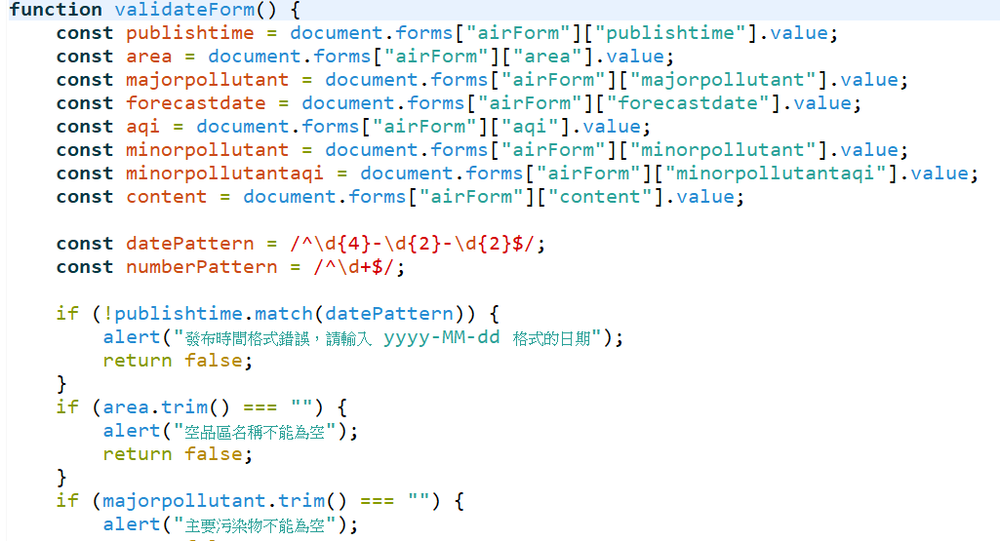 function validateForm() {
    const publishtime = document.forms["airForm"]["publishtime"].value;
    const area = document.forms["airForm"]["area"].value;
    const majorpollutant = document.forms["airForm"]["majorpollutant"].value;
    const forecastdate = document.forms["airForm"]["forecastdate"].value;
    const aqi = document.forms["airForm"]["aqi"].value;
    const minorpollutant = document.forms["airForm"]["minorpollutant"].value;
    const minorpollutantaqi = document.forms["airForm"]["minorpollutantaqi"].value;
    const content = document.forms["airForm"]["content"].value;

    const datePattern = /^\d{4}-\d{2}-\d{2}$/;
    const numberPattern = /^\d+$/;

    if (!publishtime.match(datePattern)) {
        alert("發布時間格式錯誤，請輸入 yyyy-MM-dd 格式的日期");
        return false;
    }
    if (area.trim() === "") {
        alert("空品區名稱不能為空");
        return false;
    }
    if (majorpollutant.trim() === "") {
        alert("主要污染物不能為空");